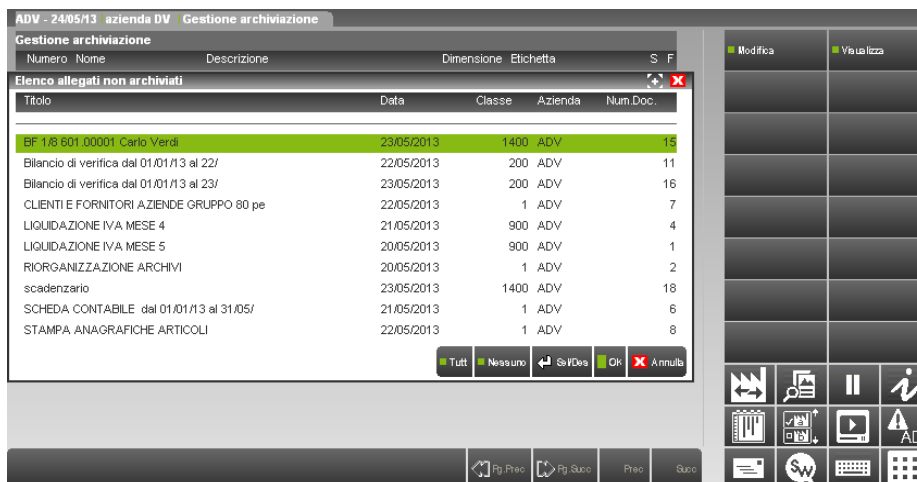 ADV - 24/05/13 azienda DV Gestione archiviazione
Gestione archiviazione
Numero Nome Descrizione Dimensione Etichetta S F
Elenco allegati non archiviati
Titolo Data Classe Azienda Num.Doc.
BF 1/8 601.00001 Carlo Verdi 23/05/2013 1400 ADV 15
Bilancio di verifica dal 01/01/13 al 22/ 22/05/2013 200 ADV 11
Bilancio di verifica dal 01/01/13 al 23/ 23/05/2013 200 ADV 16
CLIENTI E FORNITORI AZIENDE GRUPPO 80 pe 22/05/2013 1 ADV 7
LIQUIDAZIONE IVA MESE 4 21/05/2013 900 ADV 4
LIQUIDAZIONE IVA MESE 5 20/05/2013 900 ADV 1
RIORGANIZZAZIONE ARCHIVI 20/05/2013 1 ADV 2
scadenzario 23/05/2013 1400 ADV 18
SCHEDA CONTABILE dal 01/01/13 al 31/05/ 21/05/2013 1 ADV 6
STAMPA ANAGRAFICHE ARTICOLI 22/05/2013 1 ADV 8
Tutt Nessuno Sel/Des Ok Annulla
Pg.Prec Pg.Succ Prec Succ
Modifica Visualizza
AD
SW